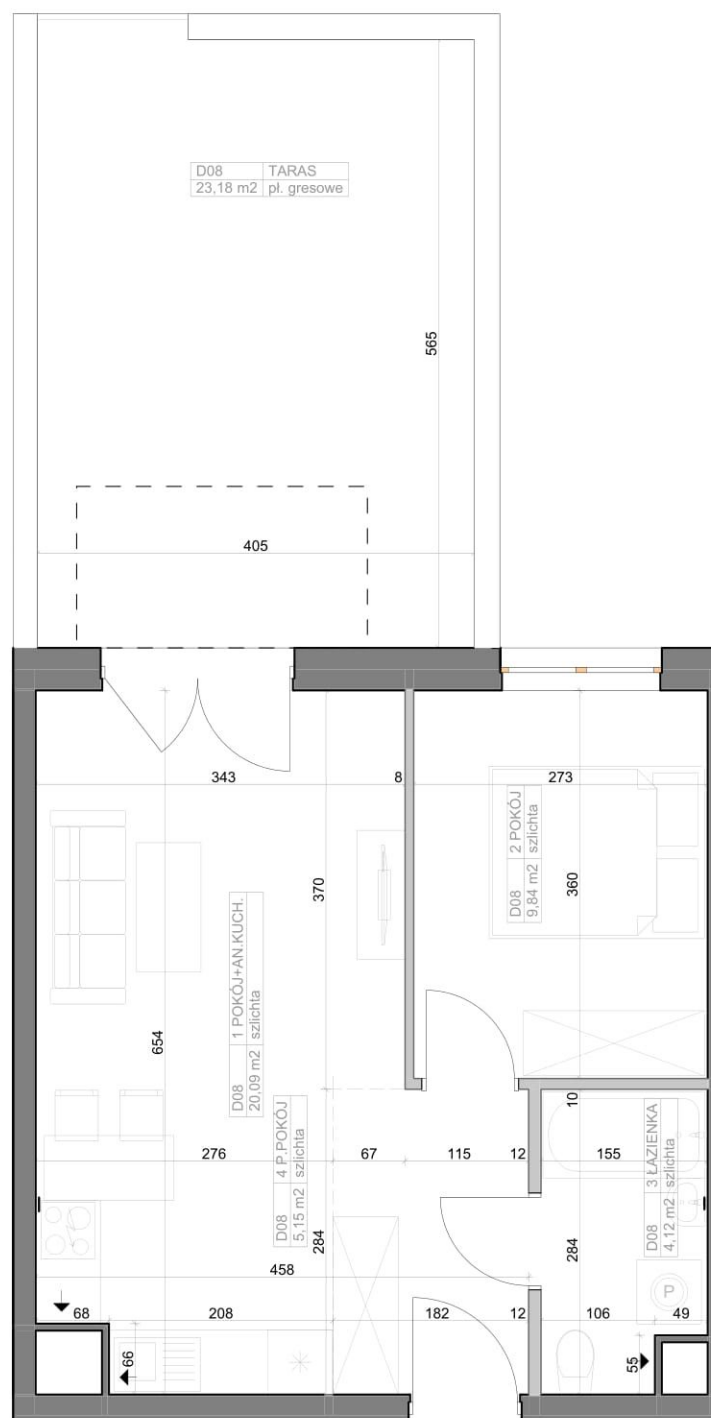 D08 TARAS
23,18 m2 pł. gresowe
565
405
343
8
273
D08 2 POKÓJ
9,84 m2 szlichta
370
360
D08 1 POKÓJ+AN.KUCH.
20,09 m2 szlichta
654
D08 4 P.POKÓJ
5,15 m2 szlichta
10
276
67
115
12
155
D08 3 ŁAZIENKA
4,12 m2 szlichta
284
284
458
P
68
208
182
12
106
49
66
55